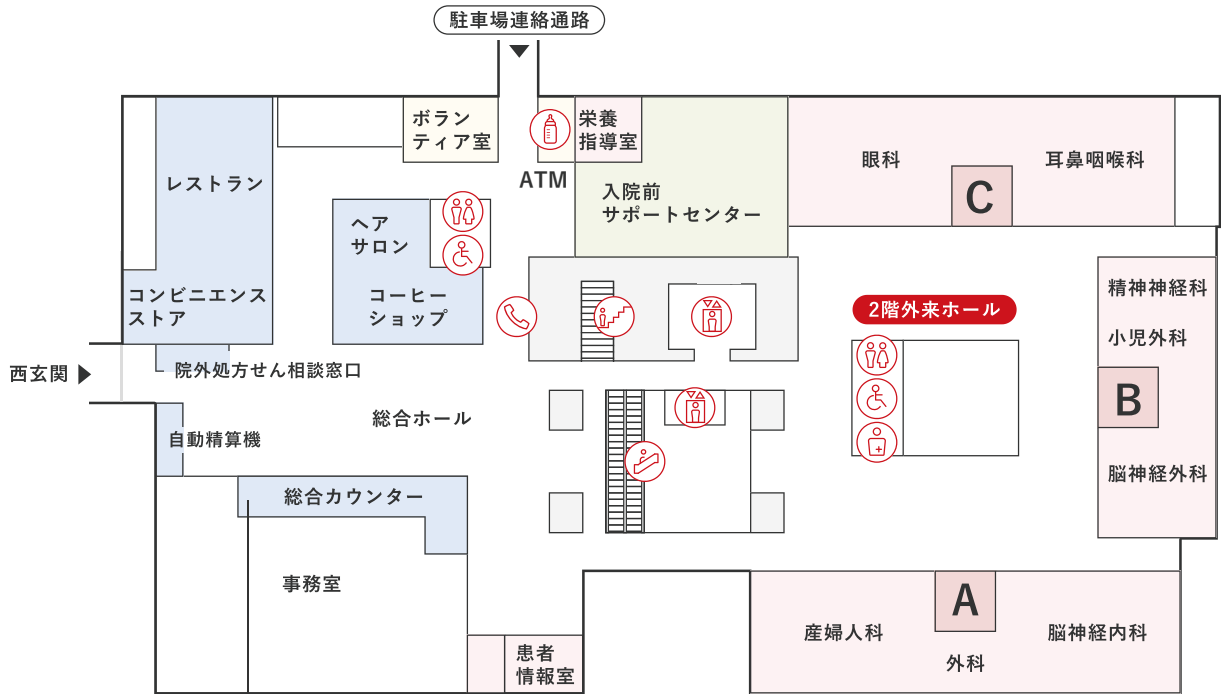 駐車場連絡通路
ボラン
ティア室
栄養
指導室
ATM
レストラン
入院前
サポートセンター
眼科
耳鼻咽喉科
C
ヘア
サロン
コンビニエンス
ストア
コーヒー
ショップ
2階外来ホール
精神神経科
小児外科
B
脳神経外科
西玄関
院外処方せん相談窓口
総合ホール
自動精算機
総合カウンター
事務室
患者
情報室
A
産婦人科
外科
脳神経内科